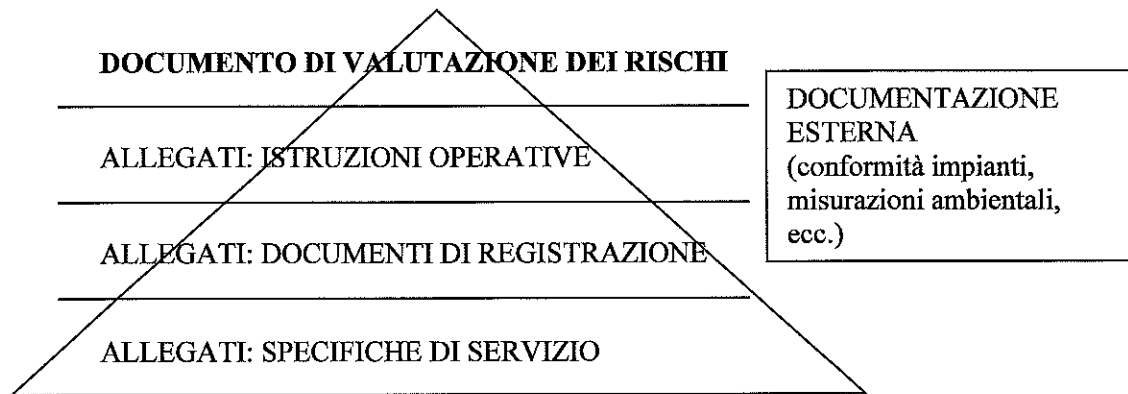 DOCUMENTO DI VALUTAZIONE DEI RISCHI
ALLEGATI: ISTRUZIONI OPERATIVE
ALLEGATI: DOCUMENTI DI REGISTRAZIONE
ALLEGATI: SPECIFICHE DI SERVIZIO
DOCUMENTAZIONE
ESTERNA
(conformità impianti,
misurazioni ambientali,
ecc.)